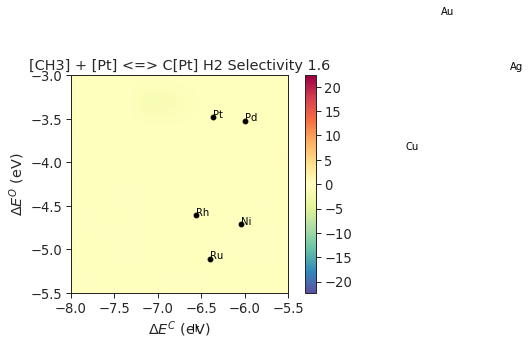 Au
[CH3] + [Pt] <=> C[Pt] H2 Selectivity 1.6
Ag
−3.0
−3.5
−4.0
−4.5
−5.0
−5.5
ΔE^O (eV)
Pt
Pd
Cu
Rh
Ni
Ru
20
15
10
5
0
−5
−10
−15
−20
−8.0 −7.5 −7.0 −6.5 −6.0 −5.5
ΔE^C (eV)